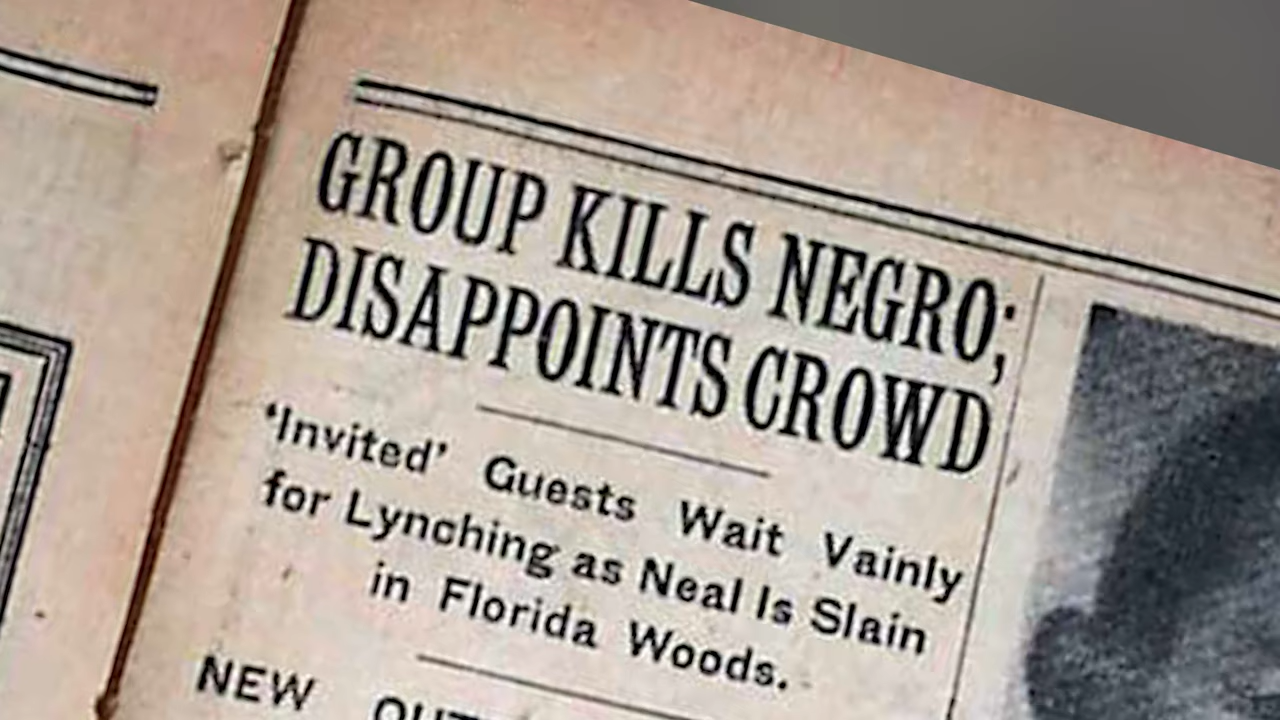 GROUP KILLS NEGRO;
DISAPPOINTS CROWD
'Invited' Guests Wait Vainly
for Lynching as Neal Is Slain
in Florida Woods.
NEW